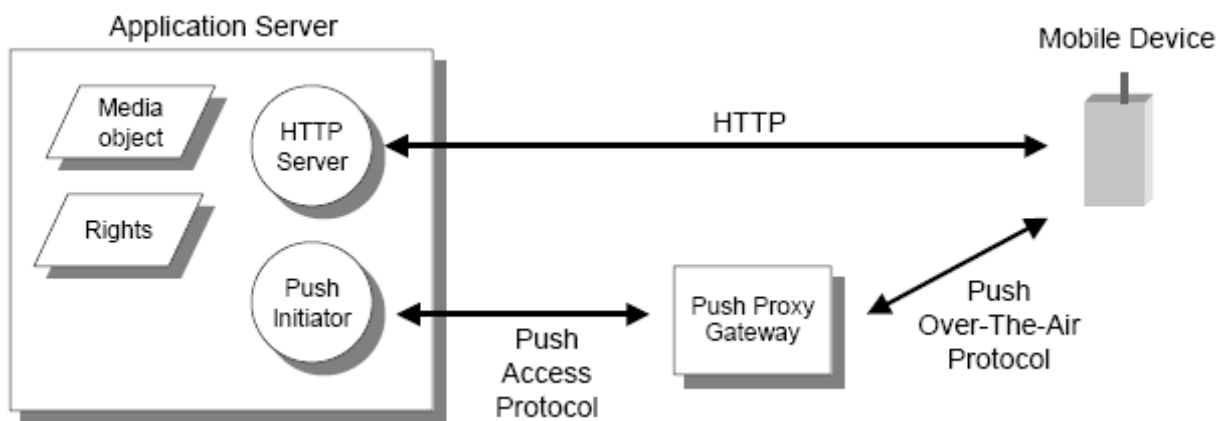 Application Server
Mobile Device
Media
object
HTTP
Server
HTTP
Rights
Push
Initiator
Push Proxy
Gateway
Push
Access
Protocol
Push
Over-The-Air
Protocol